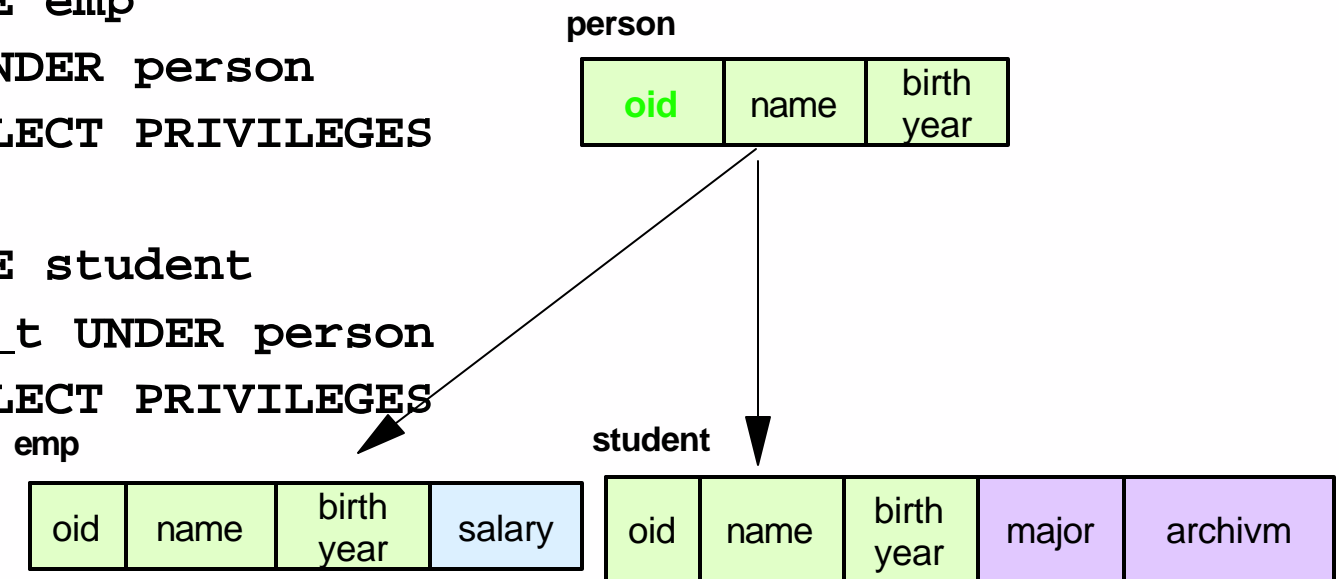 E emp
NDER person
LECT PRIVILEGES
E student
_t UNDER person
LECT PRIVILEGES
person
oid name birth year
emp
oid name birth year salary
student
oid name birth year major archivm